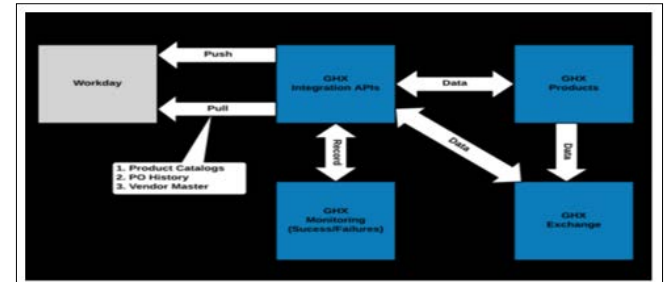 Workday
Push
GHX
Integration APIs
Data
GHX
Products
Pull
1. Product Catalogs
2. PO History
3. Vendor Master
Record
Data
Data
GHX
Monitoring
(Sucess/Failures)
GHX
Exchange